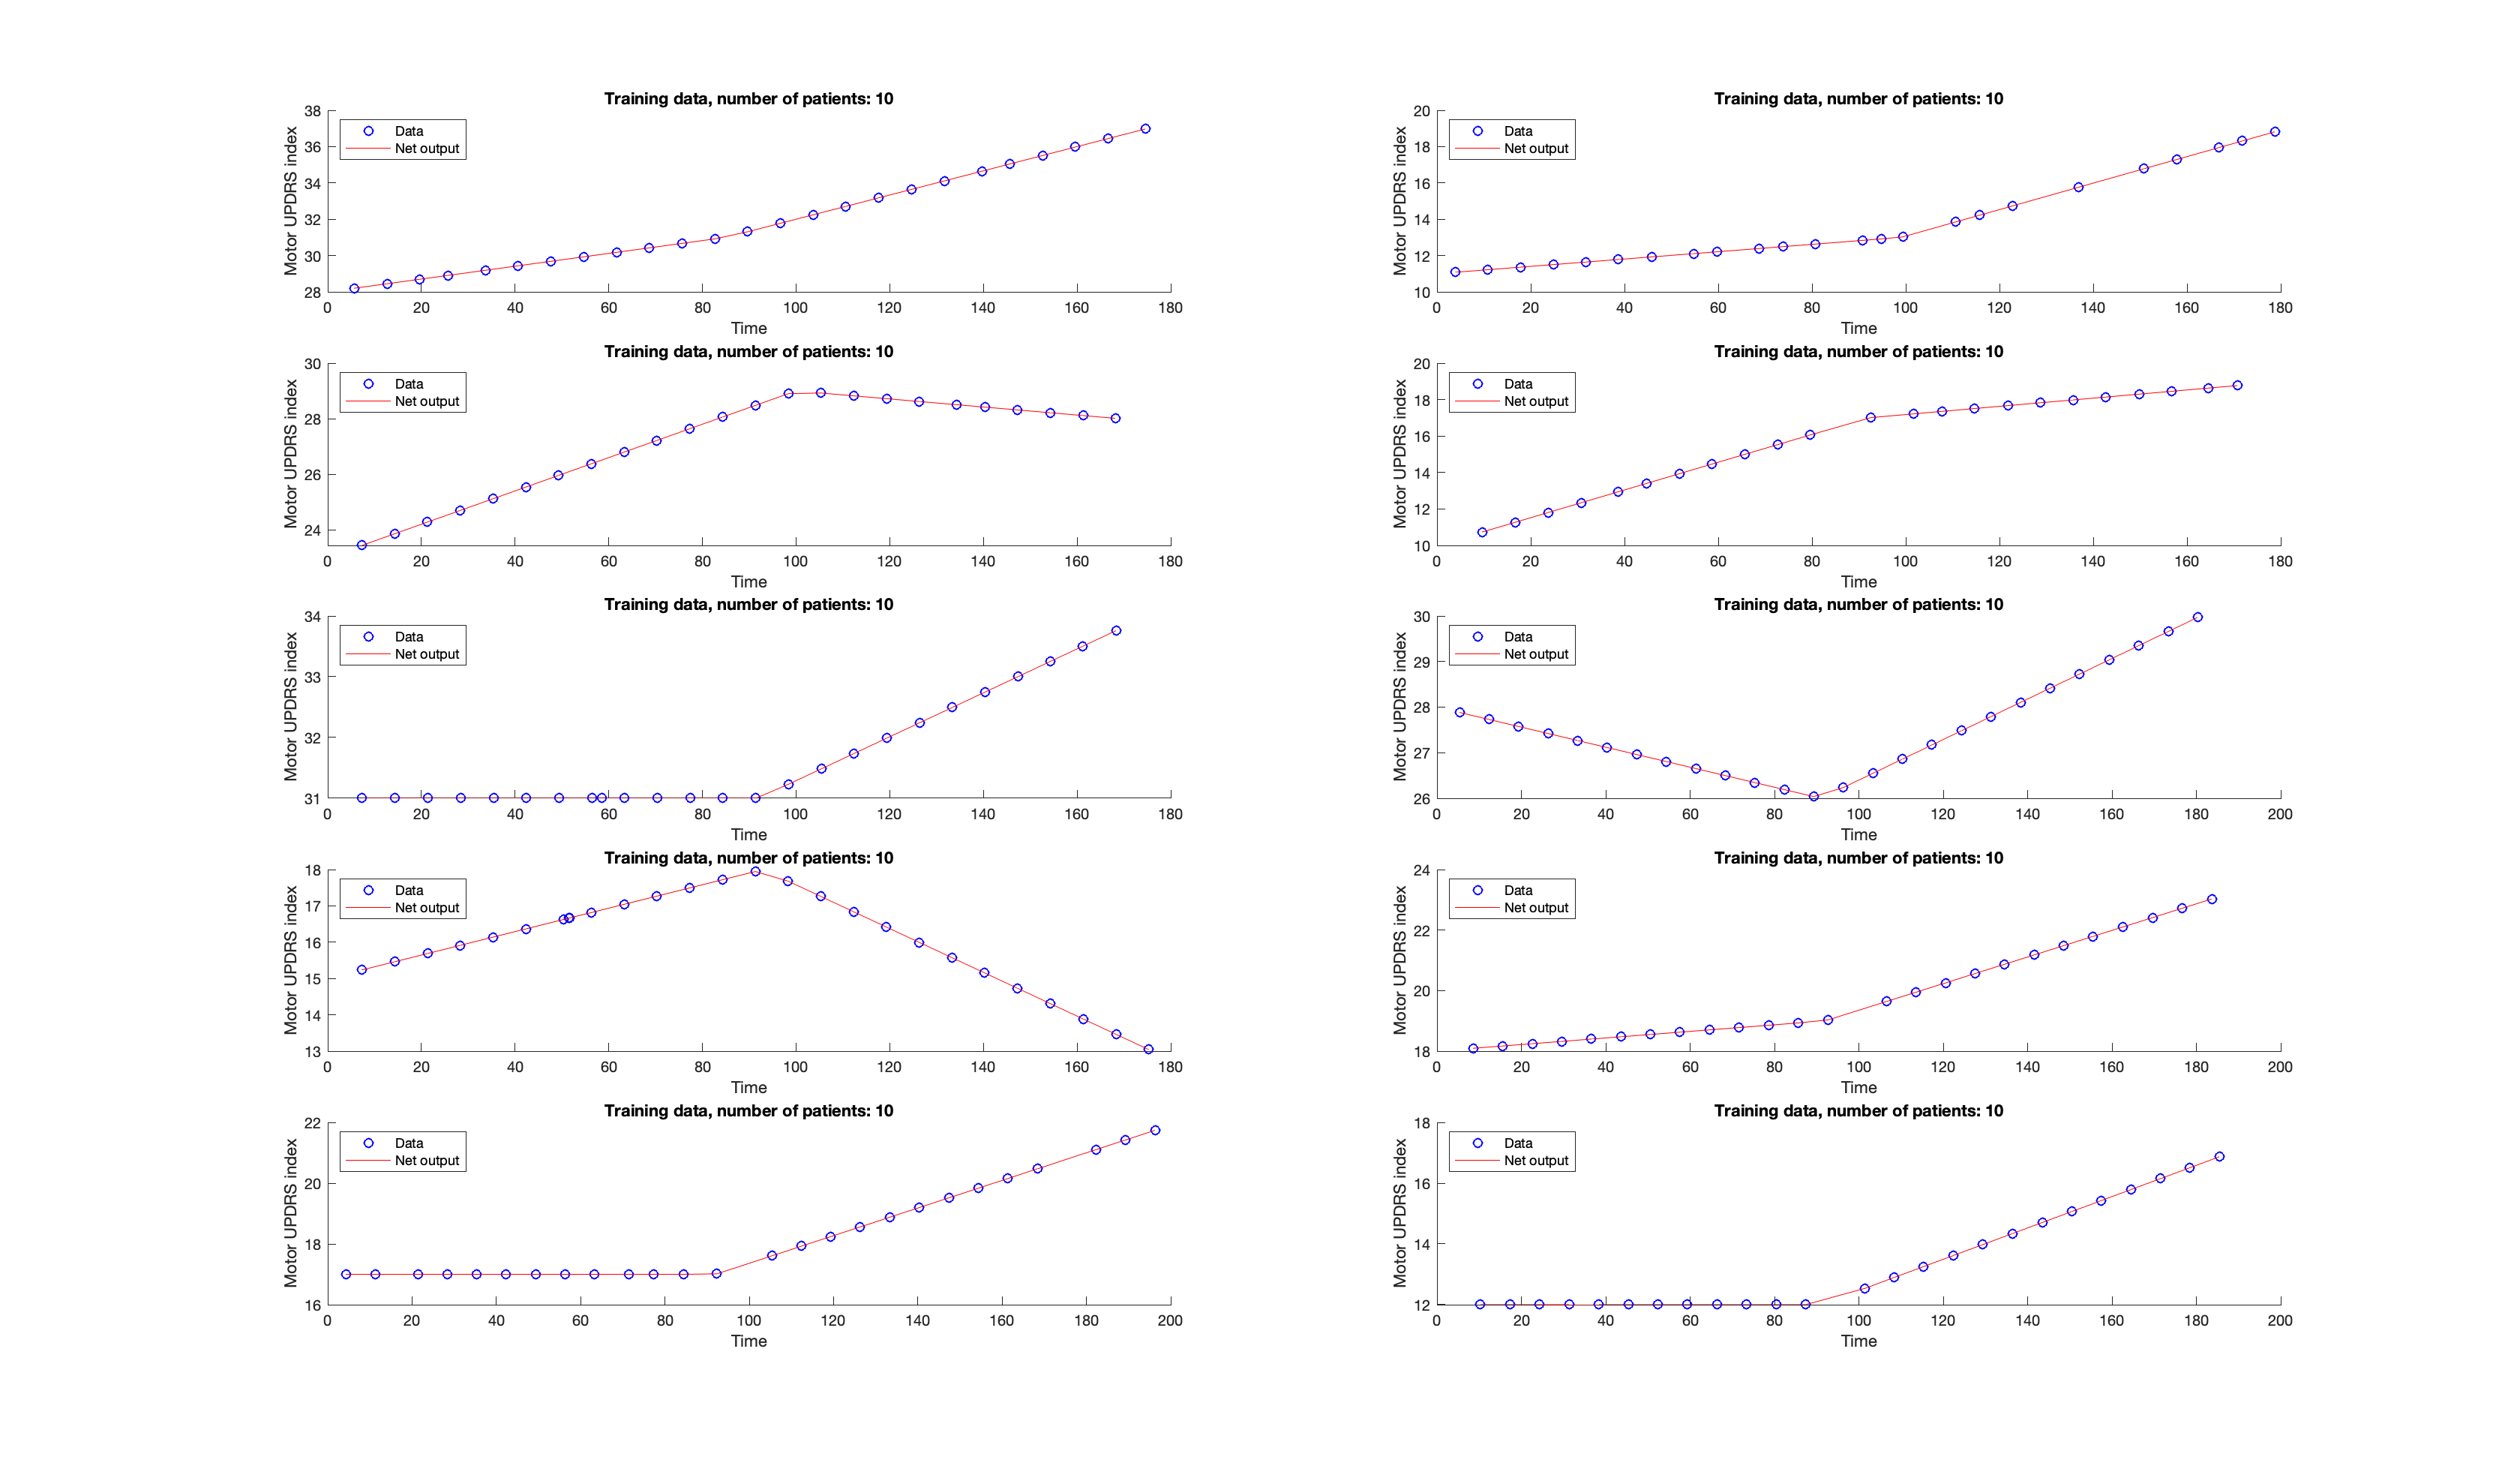 Training data, number of patients: 10
Motor UPDRS index
38
36
34
32
30
28
Data
Net output
0 20 40 60 80 100 120 140 160 180
Time
Training data, number of patients: 10
Motor UPDRS index
20
18
16
14
12
10
Data
Net output
0 20 40 60 80 100 120 140 160 180
Time
Training data, number of patients: 10
Motor UPDRS index
30
28
26
24
Data
Net output
0 20 40 60 80 100 120 140 160 180
Time
Training data, number of patients: 10
Motor UPDRS index
20
18
16
14
12
10
Data
Net output
0 20 40 60 80 100 120 140 160 180
Time
Training data, number of patients: 10
Motor UPDRS index
34
33
32
31
Data
Net output
0 20 40 60 80 100 120 140 160 180
Time
Training data, number of patients: 10
Motor UPDRS index
30
29
28
27
26
Data
Net output
0 20 40 60 80 100 120 140 160 180 200
Time
Training data, number of patients: 10
Motor UPDRS index
18
17
16
15
14
13
Data
Net output
0 20 40 60 80 100 120 140 160 180
Time
Training data, number of patients: 10
Motor UPDRS index
24
22
20
18
Data
Net output
0 20 40 60 80 100 120 140 160 180 200
Time
Training data, number of patients: 10
Motor UPDRS index
22
20
18
16
Data
Net output
0 20 40 60 80 100 120 140 160 180 200
Time
Training data, number of patients: 10
Motor UPDRS index
18
16
14
12
Data
Net output
0 20 40 60 80 100 120 140 160 180 200
Time